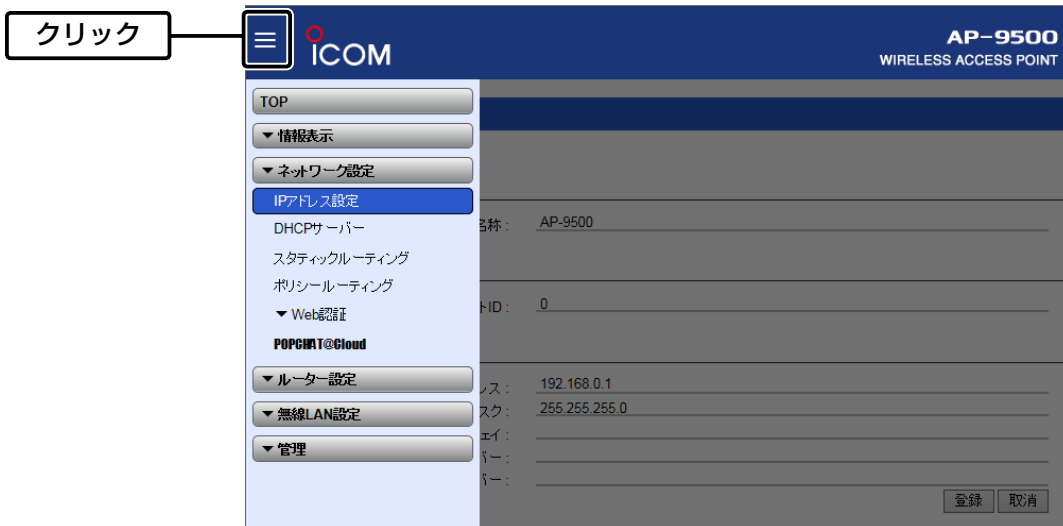 クリック
ICOM
AP-9500
WIRELESS ACCESS POINT
TOP
▼情報表示
▼ネットワーク設定
IPアドレス設定
DHCPサーバー
名称： AP-9500
スタティックルーティング
ポリシールーティング
トID： 0
▼Web認証
POPCHAT@Cloud
▼ルーター設定
レス： 192.168.0.1
スク： 255.255.255.0
▼無線LAN設定
ェイ：
▼管理
バー：
バー：
登録 取消